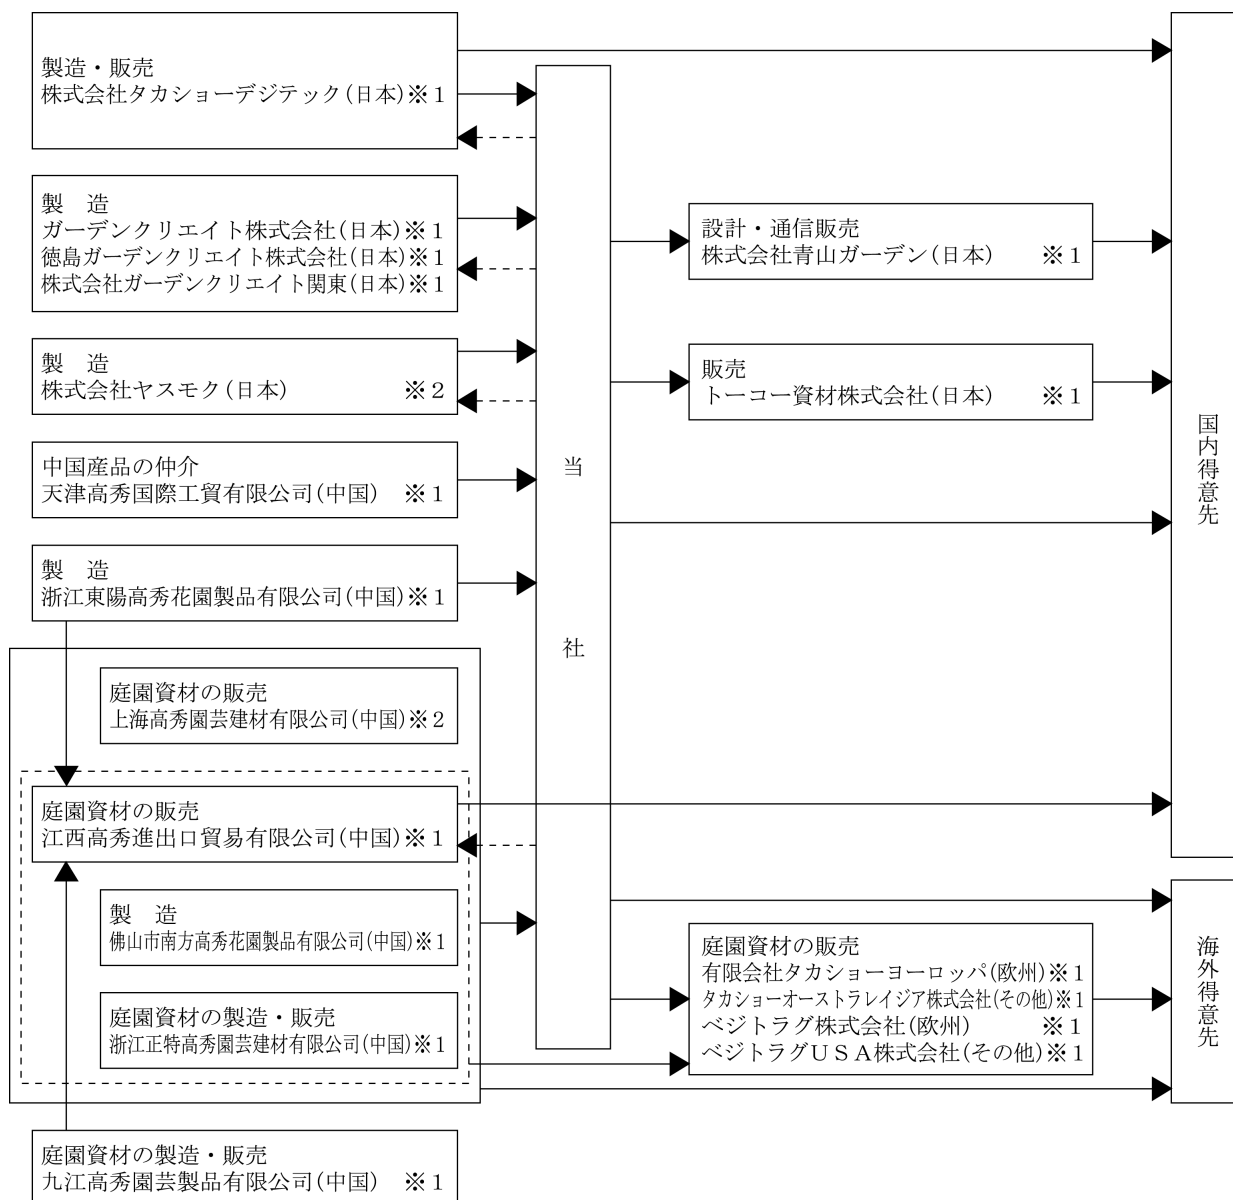 製造・販売
株式会社タカショーデジテック(日本)※1
製　造
ガーデンクリエイト株式会社(日本)※1
徳島ガーデンクリエイト株式会社(日本)※1
株式会社ガーデンクリエイト関東(日本)※1
製　造
株式会社ヤスモク(日本)　※2
中国産品の仲介
天津高秀国際工貿有限公司(中国)　※1
製　造
浙江東陽高秀花園製品有限公司(中国)※1
庭園資材の販売
上海高秀園芸建材有限公司(中国)※2
庭園資材の販売
江西高秀進出口貿易有限公司(中国)※1
製　造
佛山市南方高秀花園製品有限公司(中国)※1
庭園資材の製造・販売
浙江正特高秀園芸建材有限公司(中国)※1
庭園資材の製造・販売
九江高秀園芸製品有限公司(中国)　※1
当社
設計・通信販売
株式会社青山ガーデン(日本)　※1
販売
トーコー資材株式会社(日本)　※1
庭園資材の販売
有限会社タカショーヨーロッパ(欧州)※1
タカショーオーストラレイジア株式会社(その他)※1
ベジトラグ株式会社(欧州)　※1
ベジトラグUSA株式会社(その他)※1
国内得意先
海外得意先